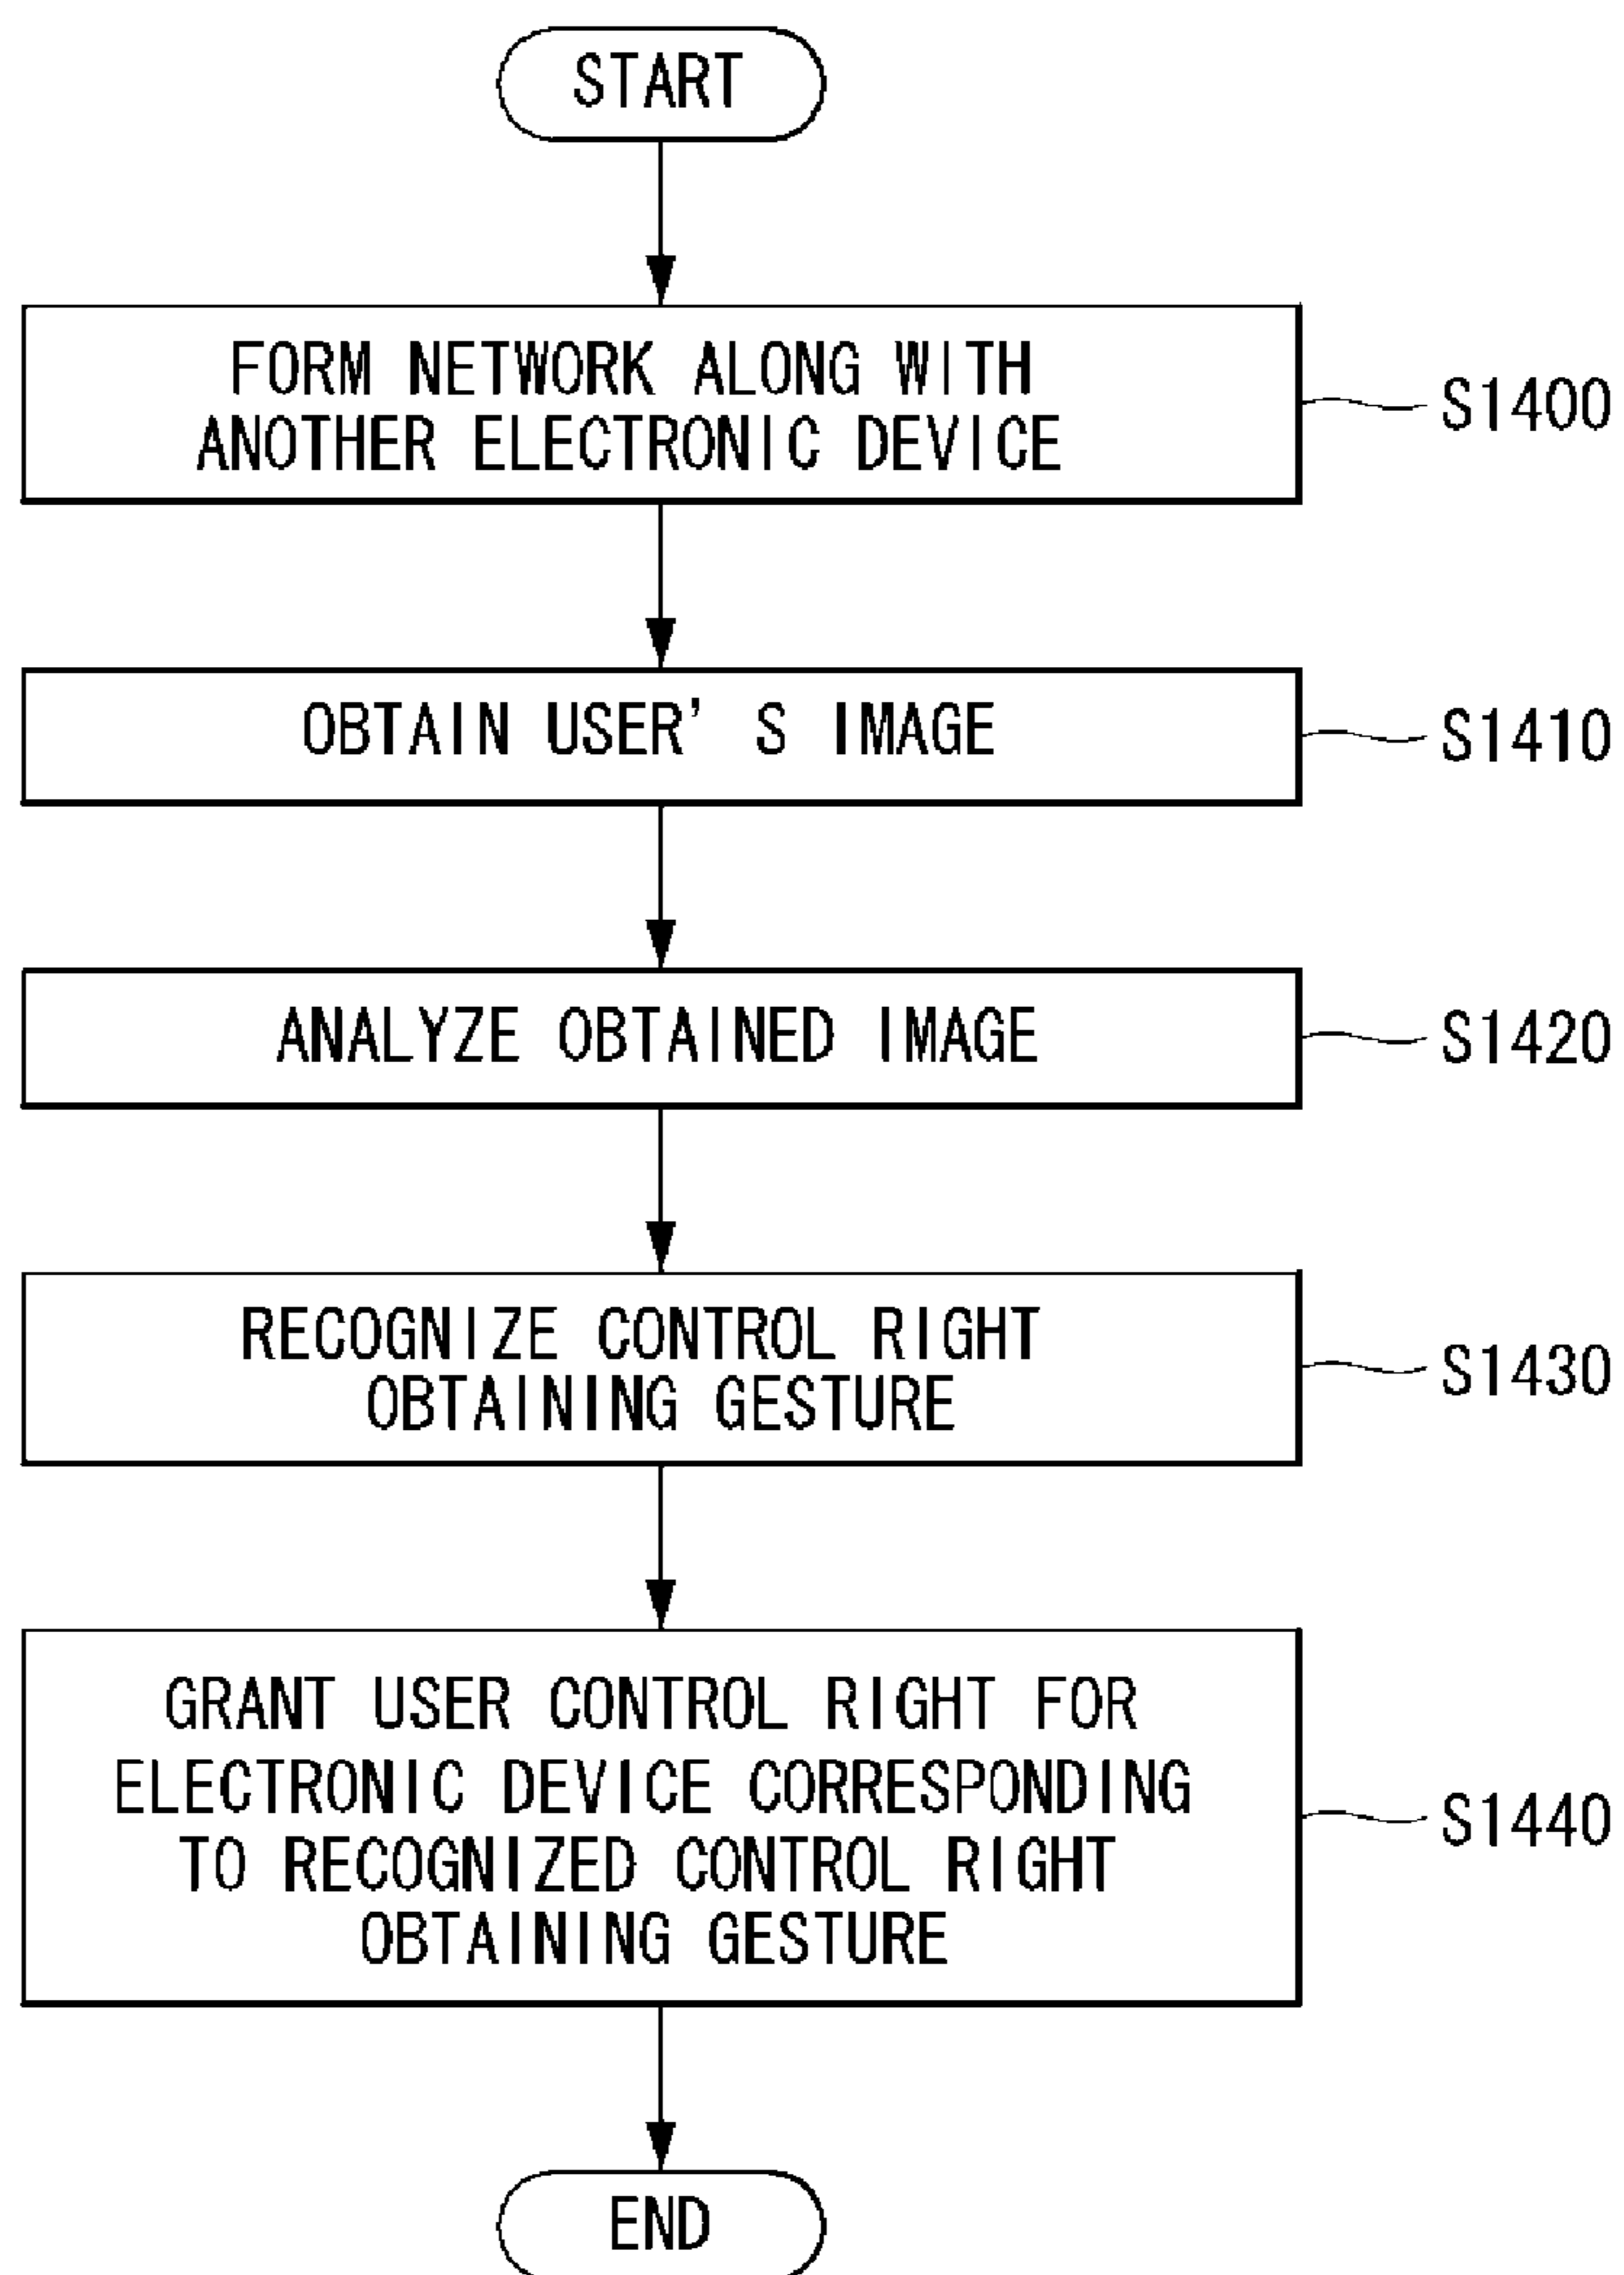 START
FORM NETWORK ALONG WITH
ANOTHER ELECTRONIC DEVICE
S1400
OBTAIN USER'S IMAGE
S1410
ANALYZE OBTAINED IMAGE
S1420
RECOGNIZE CONTROL RIGHT
OBTAINING GESTURE
S1430
GRANT USER CONTROL RIGHT FOR
ELECTRONIC DEVICE CORRESPONDING
TO RECOGNIZED CONTROL RIGHT
OBTAINING GESTURE
S1440
END